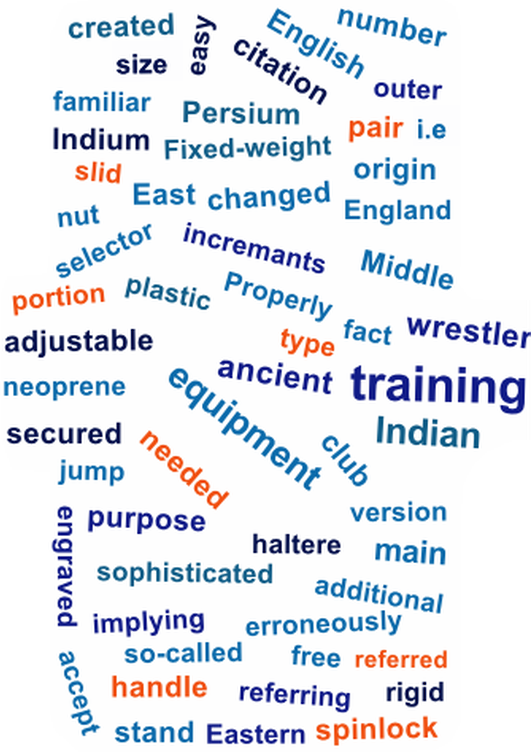 created
easy
English
number
size
citation
outer
familiar
Persium
pair
i.e
Indium
Fixed-weight
slid
origin
East
changed
England
nut
selector
incremants
Middle
portion
plastic
Properly
fact
wrestler
adjustable
type
ancient
training
neoprene
equipment
secured
needed
club
Indian
jump
version
engraved
purpose
haltere
main
sophisticated
additional
implying
erroneously
so-called
free
referred
accept
handle
referring
rigid
stand
Eastern
spinlock